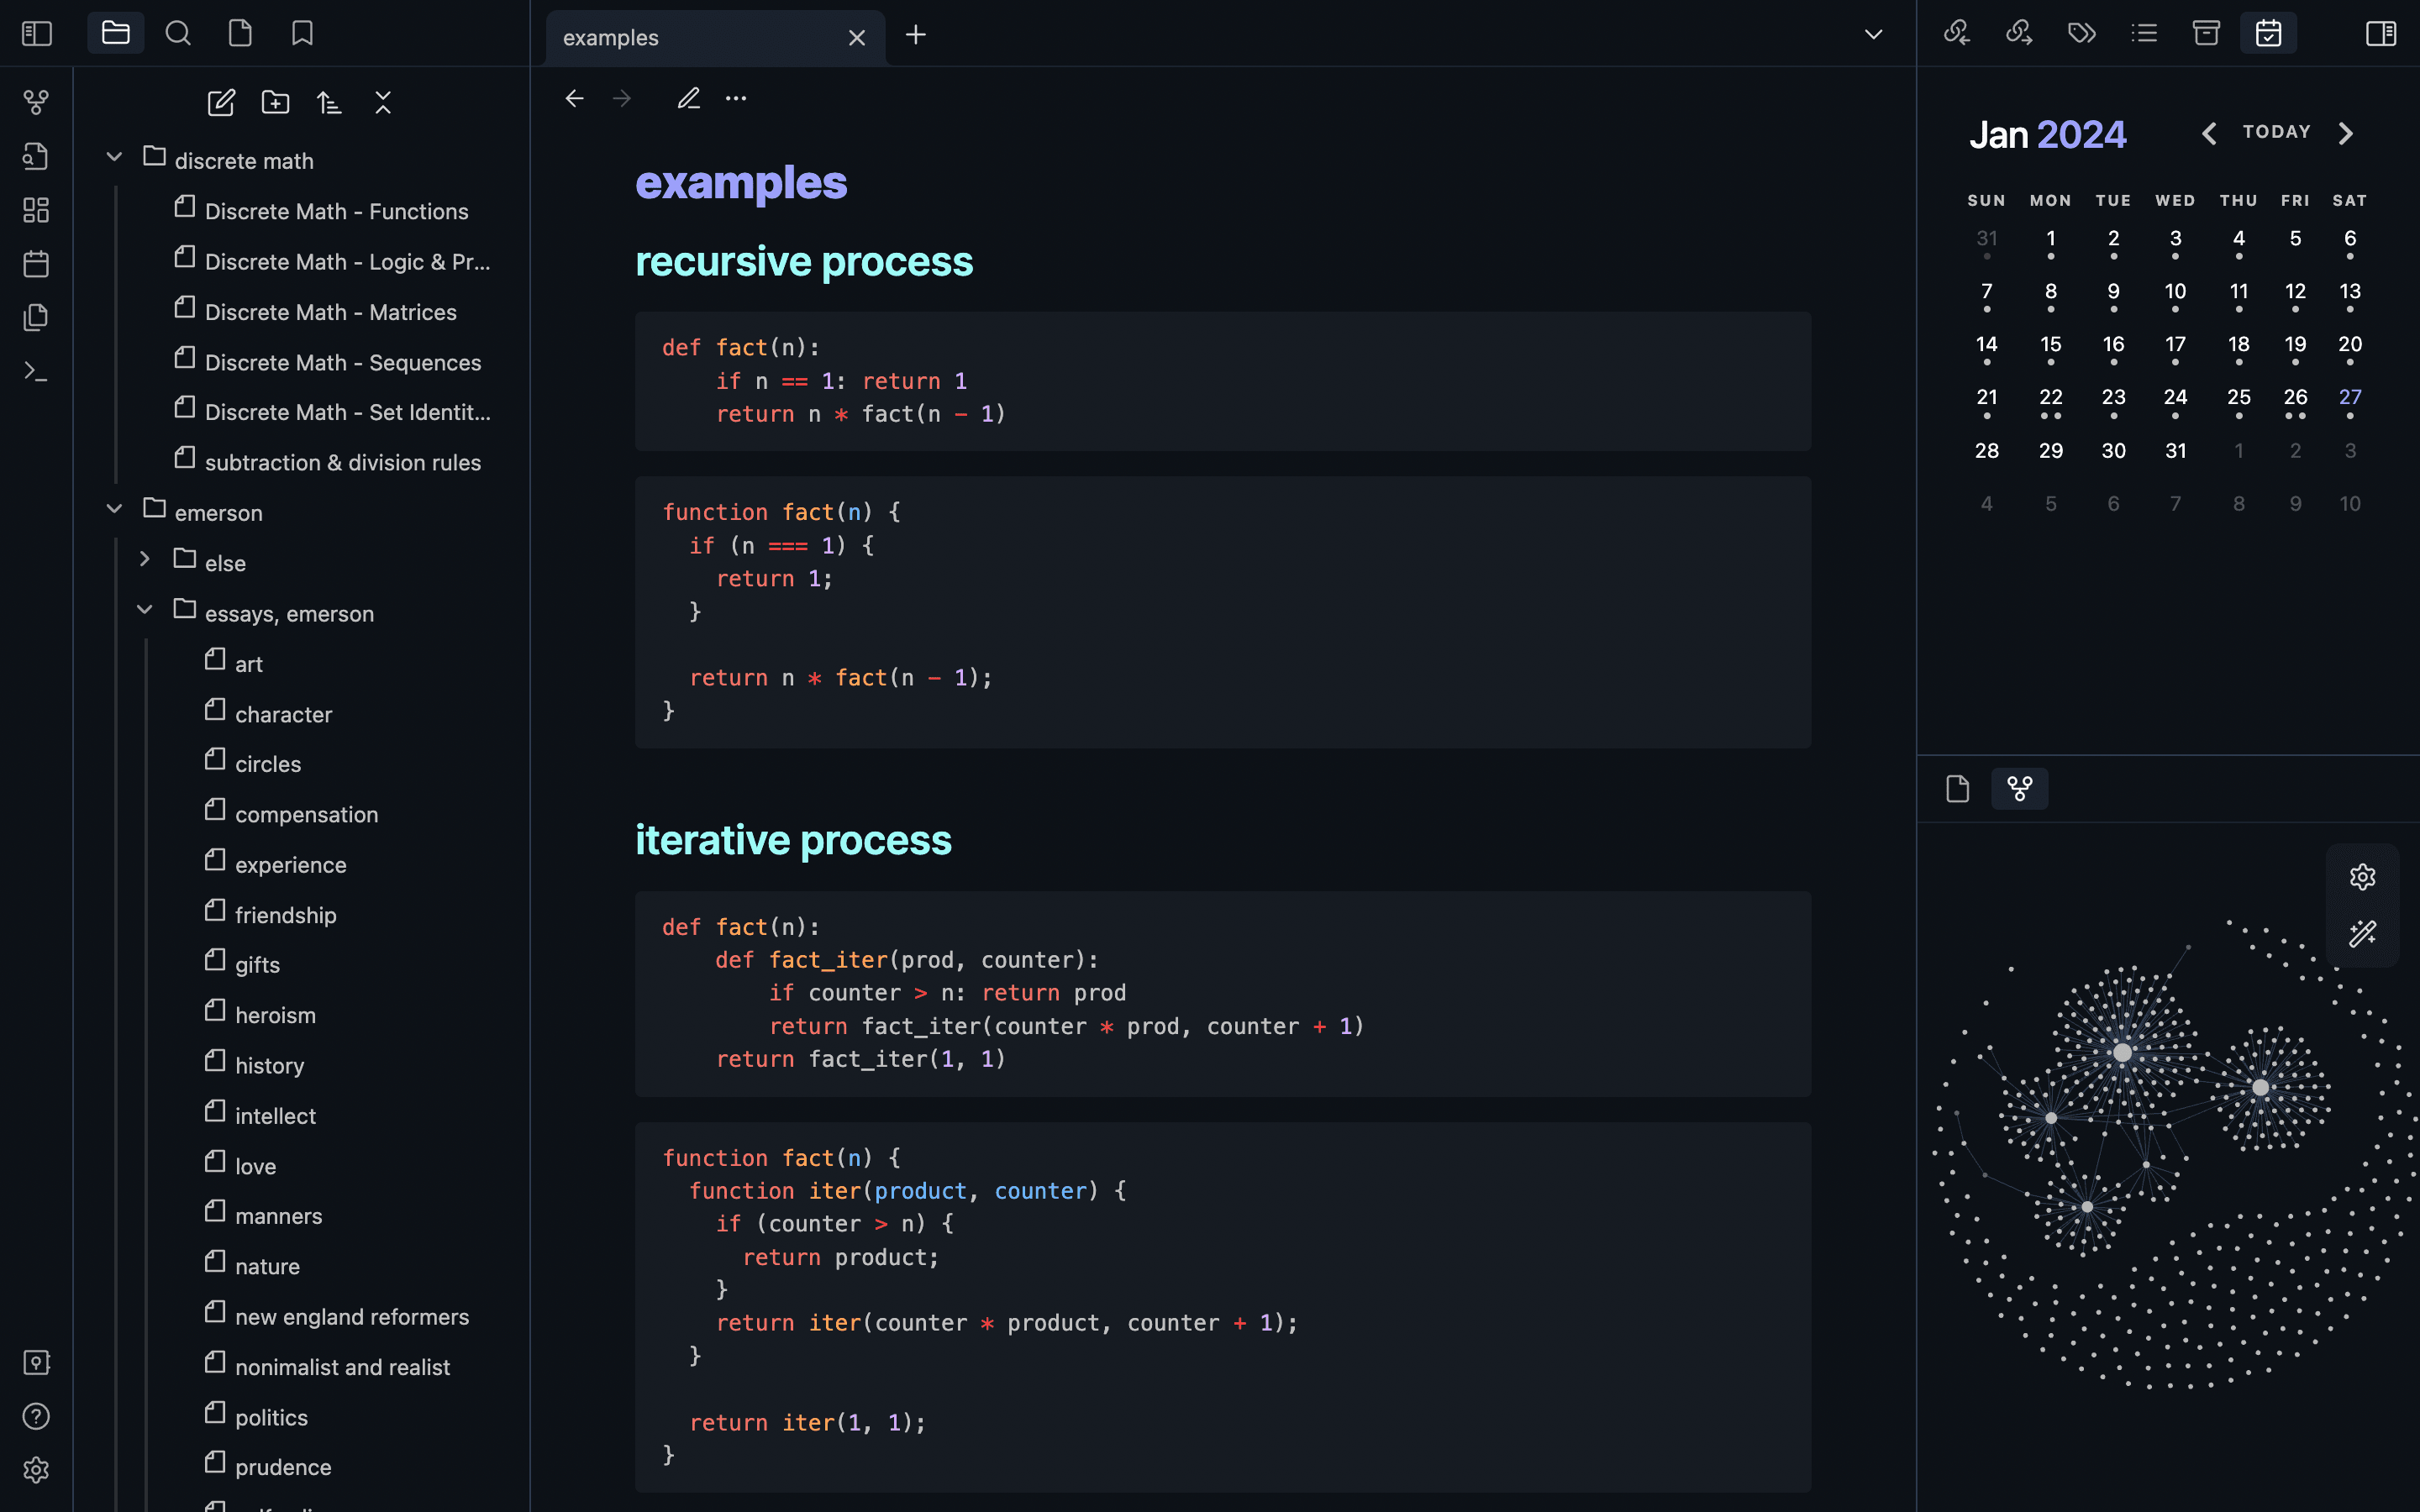 examples
discrete math
Discrete Math - Functions
Discrete Math - Logic & Pr...
Discrete Math - Matrices
Discrete Math - Sequences
Discrete Math - Set Identit...
subtraction & division rules
emerson
else
essays, emerson
art
character
circles
compensation
experience
friendship
gifts
heroism
history
intellect
love
manners
nature
new england reformers
nonimalist and realist
politics
prudence
examples
recursive process
def fact(n):
    if n == 1: return 1
    return n * fact(n - 1)
function fact(n) {
  if (n === 1) {
    return 1;
  }
  return n * fact(n - 1);
}
iterative process
def fact(n):
    def fact_iter(prod, counter):
        if counter > n: return prod
        return fact_iter(counter * prod, counter + 1)
    return fact_iter(1, 1)
function fact(n) {
  function iter(product, counter) {
    if (counter > n) {
      return product;
    }
    return iter(counter * product, counter + 1);
  }
  return iter(1, 1);
}
Jan 2024
TODAY
SUN MON TUE WED THU FRI SAT
31 1 2 3 4 5 6
7 8 9 10 11 12 13
14 15 16 17 18 19 20
21 22 23 24 25 26 27
28 29 30 31 1 2 3
4 5 6 7 8 9 10